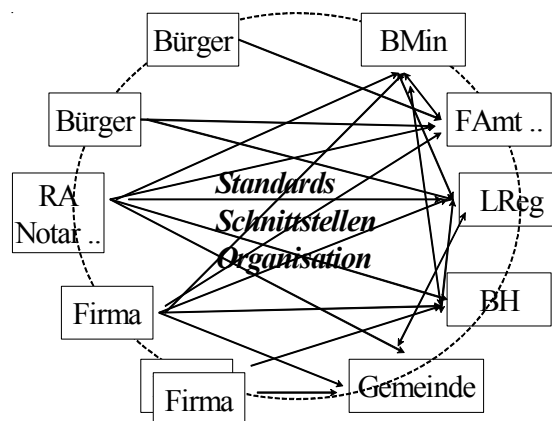 Bürger
BMin
Bürger
FAmt ..
RA
Notar ..
Standards
LReg
Schnittstellen
Organisation
Firma
BH
Firma
Gemeinde